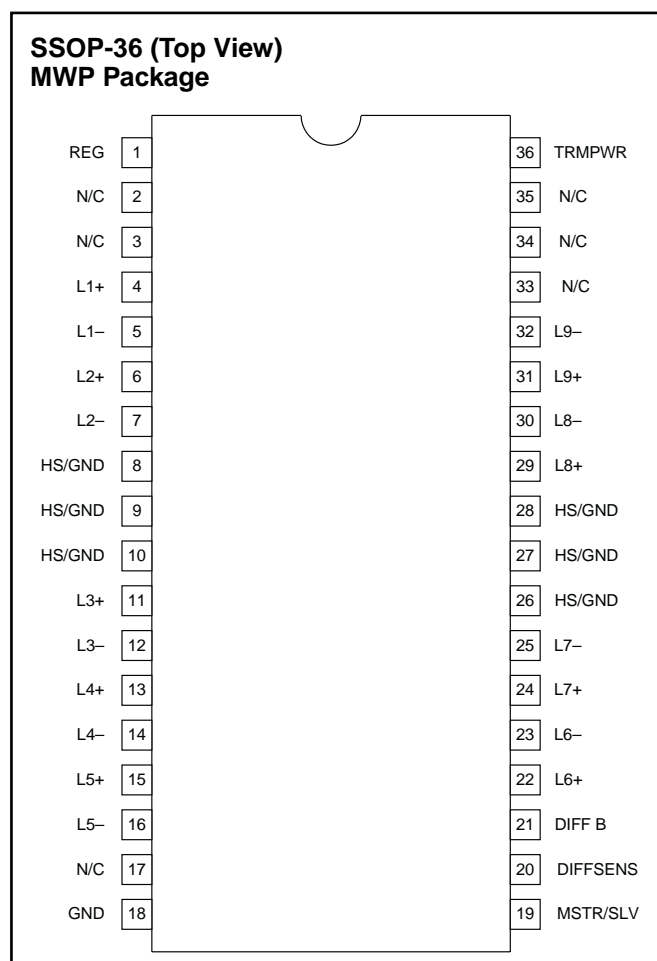 SSOP-36 (Top View)
MWP Package
REG 1 36 TRMPWR
N/C 2 35 N/C
N/C 3 34 N/C
L1+ 4 33 N/C
L1– 5 32 L9–
L2+ 6 31 L9+
L2– 7 30 L8–
HS/GND 8 29 L8+
HS/GND 9 28 HS/GND
HS/GND 10 27 HS/GND
L3+ 11 26 HS/GND
L3– 12 25 L7–
L4+ 13 24 L7+
L4– 14 23 L6–
L5+ 15 22 L6+
L5– 16 21 DIFF B
N/C 17 20 DIFFSENS
GND 18 19 MSTR/SLV